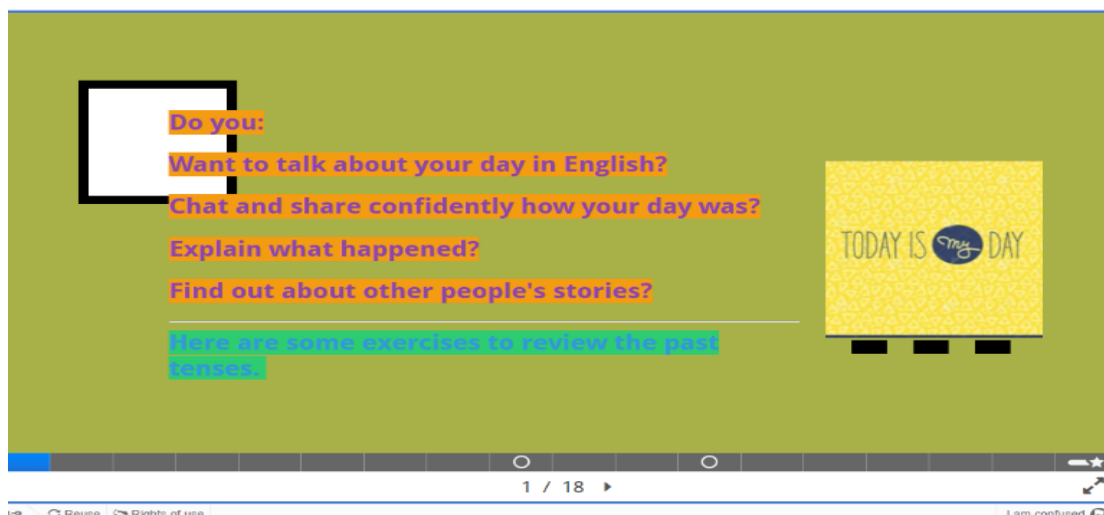 Do you:
Want to talk about your day in English?
Chat and share confidently how your day was?
Explain what happened?
Find out about other people's stories?
TODAY IS my DAY
Here are some exercises to review the past
tenses.
1 / 18
Reuse Rights of use
I am confused